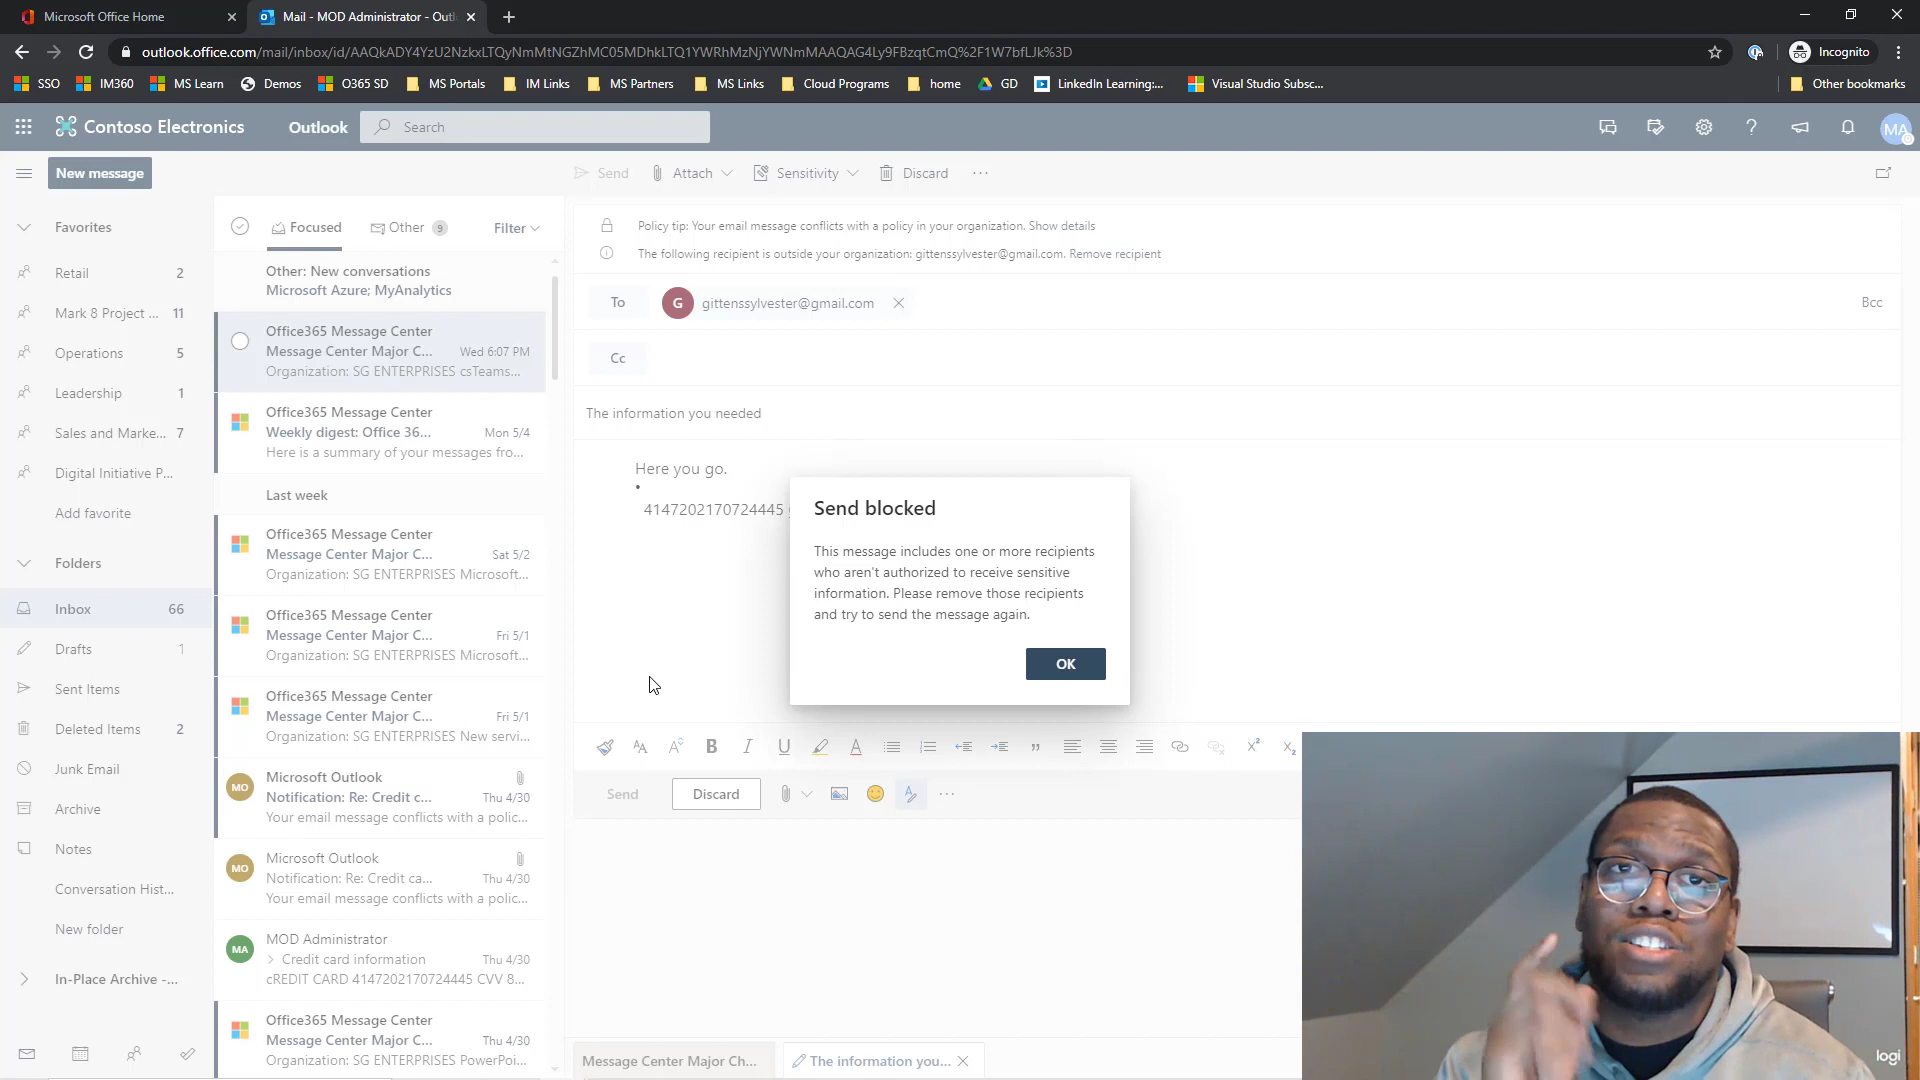 Microsoft Office Home
Mail - MOD Administrator - Outl
outlook.office.com/mail/inbox/id/AAQkADY4YzU2NzkxLTQyNmMtNGZhMC05MDhkLTQ1YWRhMzNjYWNmMAAQAG4Ly9FBzqtCmQ%2F1W7bfLJk%3D
Incognito
SSO
IM360
MS Learn
Demos
O365 SD
MS Portals
IM Links
MS Partners
MS Links
Cloud Programs
home
GD
LinkedIn Learning:...
Visual Studio Subsc...
Other bookmarks
Contoso Electronics
Outlook
Search
MA
New message
Send
Attach
Sensitivity
Discard
Favorites
Retail 2
Mark 8 Project ... 11
Operations 5
Leadership 1
Sales and Marke... 7
Digital Initiative P...
Add favorite
Folders
Inbox 66
Drafts 1
Sent Items
Deleted Items 2
Junk Email
Archive
Notes
Conversation Hist...
New folder
In-Place Archive -...
Focused
Other 9
Filter
Other: New conversations
Microsoft Azure; MyAnalytics
Office365 Message Center
Message Center Major C... Wed 6:07 PM
Organization: SG ENTERPRISES csTeams...
Office365 Message Center
Weekly digest: Office 36... Mon 5/4
Here is a summary of your messages fro...
Last week
Office365 Message Center
Message Center Major C... Sat 5/2
Organization: SG ENTERPRISES Microsoft...
Office365 Message Center
Message Center Major C... Fri 5/1
Organization: SG ENTERPRISES Microsoft...
Office365 Message Center
Message Center Major C... Fri 5/1
Organization: SG ENTERPRISES New servi...
MO
Microsoft Outlook
Notification: Re: Credit c... Thu 4/30
Your email message conflicts with a polic...
MO
Microsoft Outlook
Notification: Re: Credit ca... Thu 4/30
Your email message conflicts with a polic...
MA
MOD Administrator
Credit card information Thu 4/30
cREDIT CARD 4147202170724445 CVV 8...
Office365 Message Center
Message Center Major C... Thu 4/30
Organization: SG ENTERPRISES PowerPoi...
Policy tip: Your email message conflicts with a policy in your organization. Show details
The following recipient is outside your organization: gittenssylvester@gmail.com. Remove recipient
To
G
gittenssylvester@gmail.com
Bcc
Cc
The information you needed
Here you go.
4147202170724445
Send blocked
This message includes one or more recipients
who aren't authorized to receive sensitive
information. Please remove those recipients
and try to send the message again.
OK
Send
Discard
Message Center Major Ch...
The information you...
logi